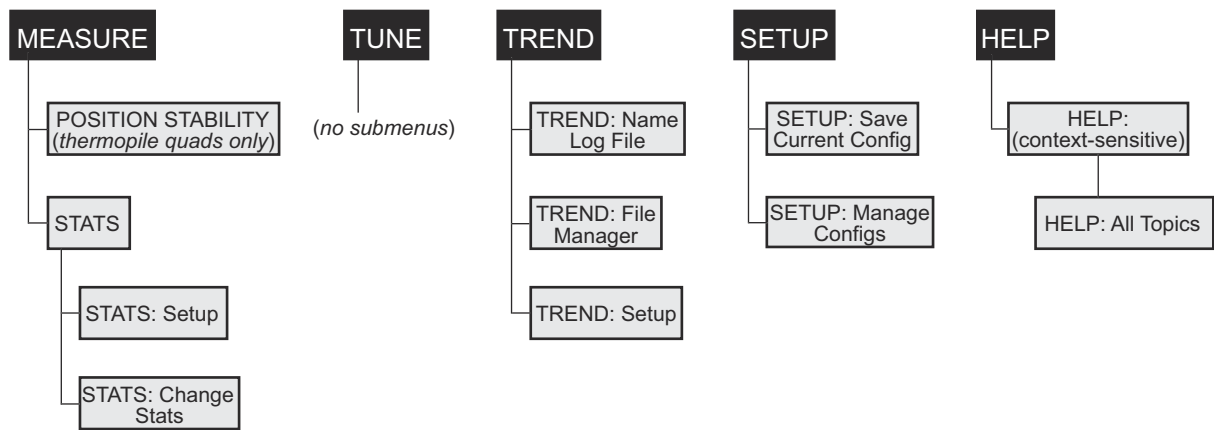 MEASURE
POSITION STABILITY
(thermopile quads only)
STATS
STATS: Setup
STATS: Change
Stats
TUNE
(no submenus)
TREND
TREND: Name
Log File
TREND: File
Manager
TREND: Setup
SETUP
SETUP: Save
Current Config
SETUP: Manage
Configs
HELP
HELP:
(context-sensitive)
HELP: All Topics